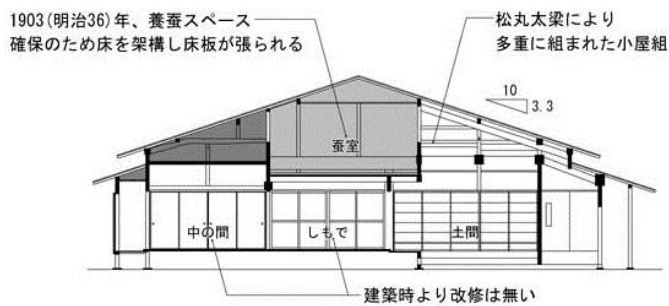 1903(明治36)年、養蚕スペース
確保のため床を架構し床板が張られる
松丸太梁により
多重に組まれた小屋組
10
3.3
蚕室
中の間
しもで
土間
建築時より改修は無い